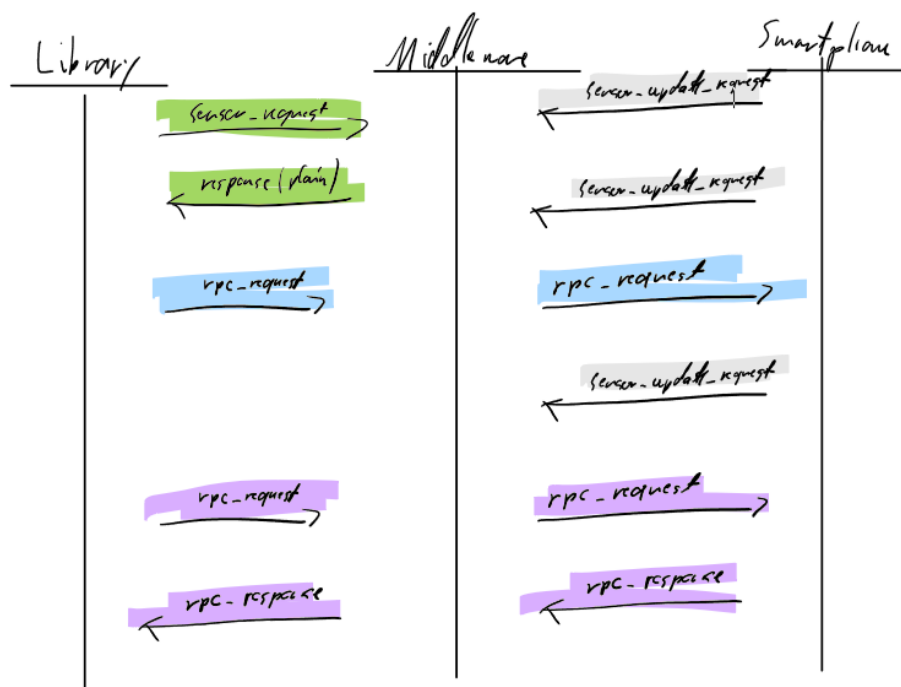 Library
Middleware
Smartphone
sensor_request
sensor_update_request
response (plain)
sensor_update_request
rpc_request
rpc_request
sensor_update_request
rpc_request
rpc_request
rpc_response
rpc_response